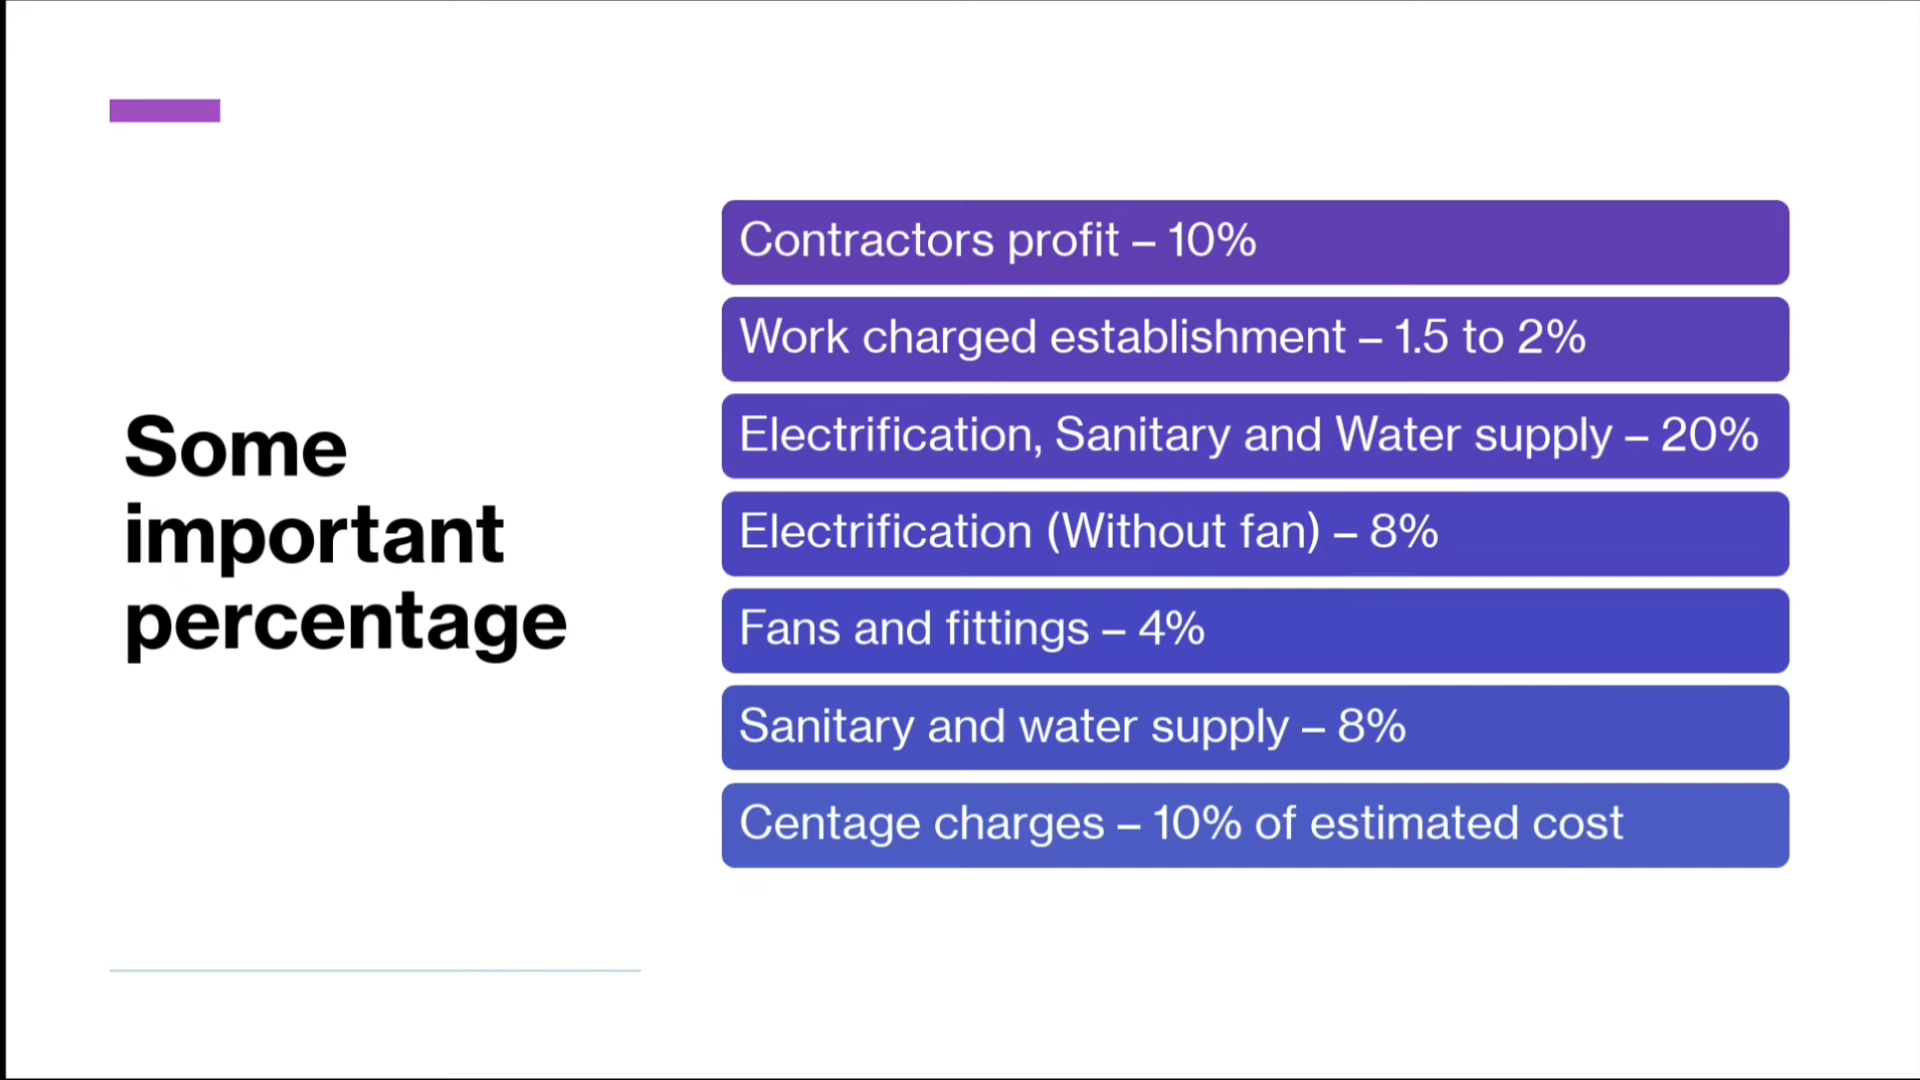 Some
important
percentage
Contractors profit – 10%
Work charged establishment – 1.5 to 2%
Electrification, Sanitary and Water supply – 20%
Electrification (Without fan) – 8%
Fans and fittings – 4%
Sanitary and water supply – 8%
Centage charges – 10% of estimated cost